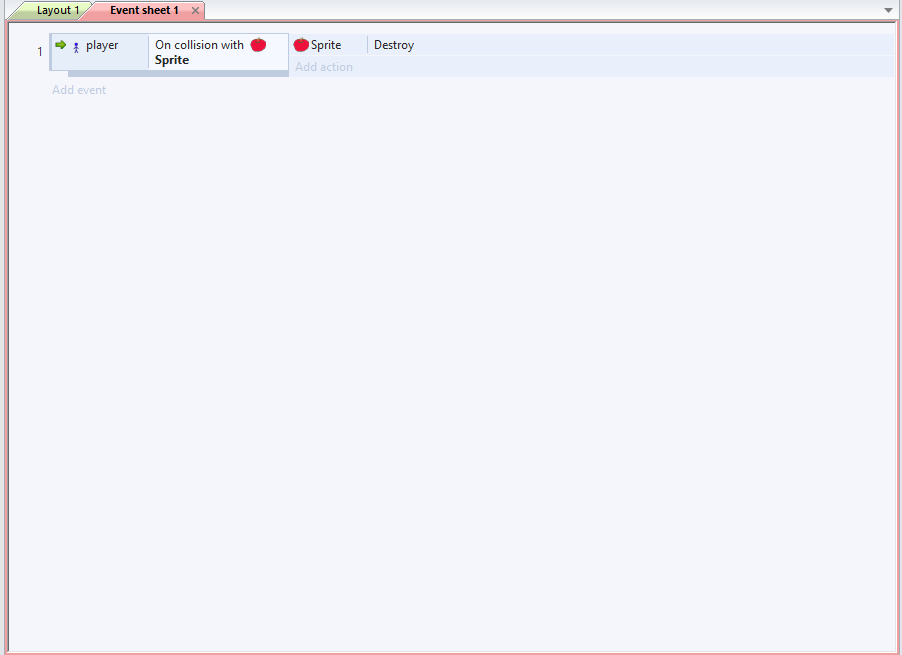 Layout 1
Event sheet 1
1
player
On collision with
Sprite
Sprite
Destroy
Add action
Add event